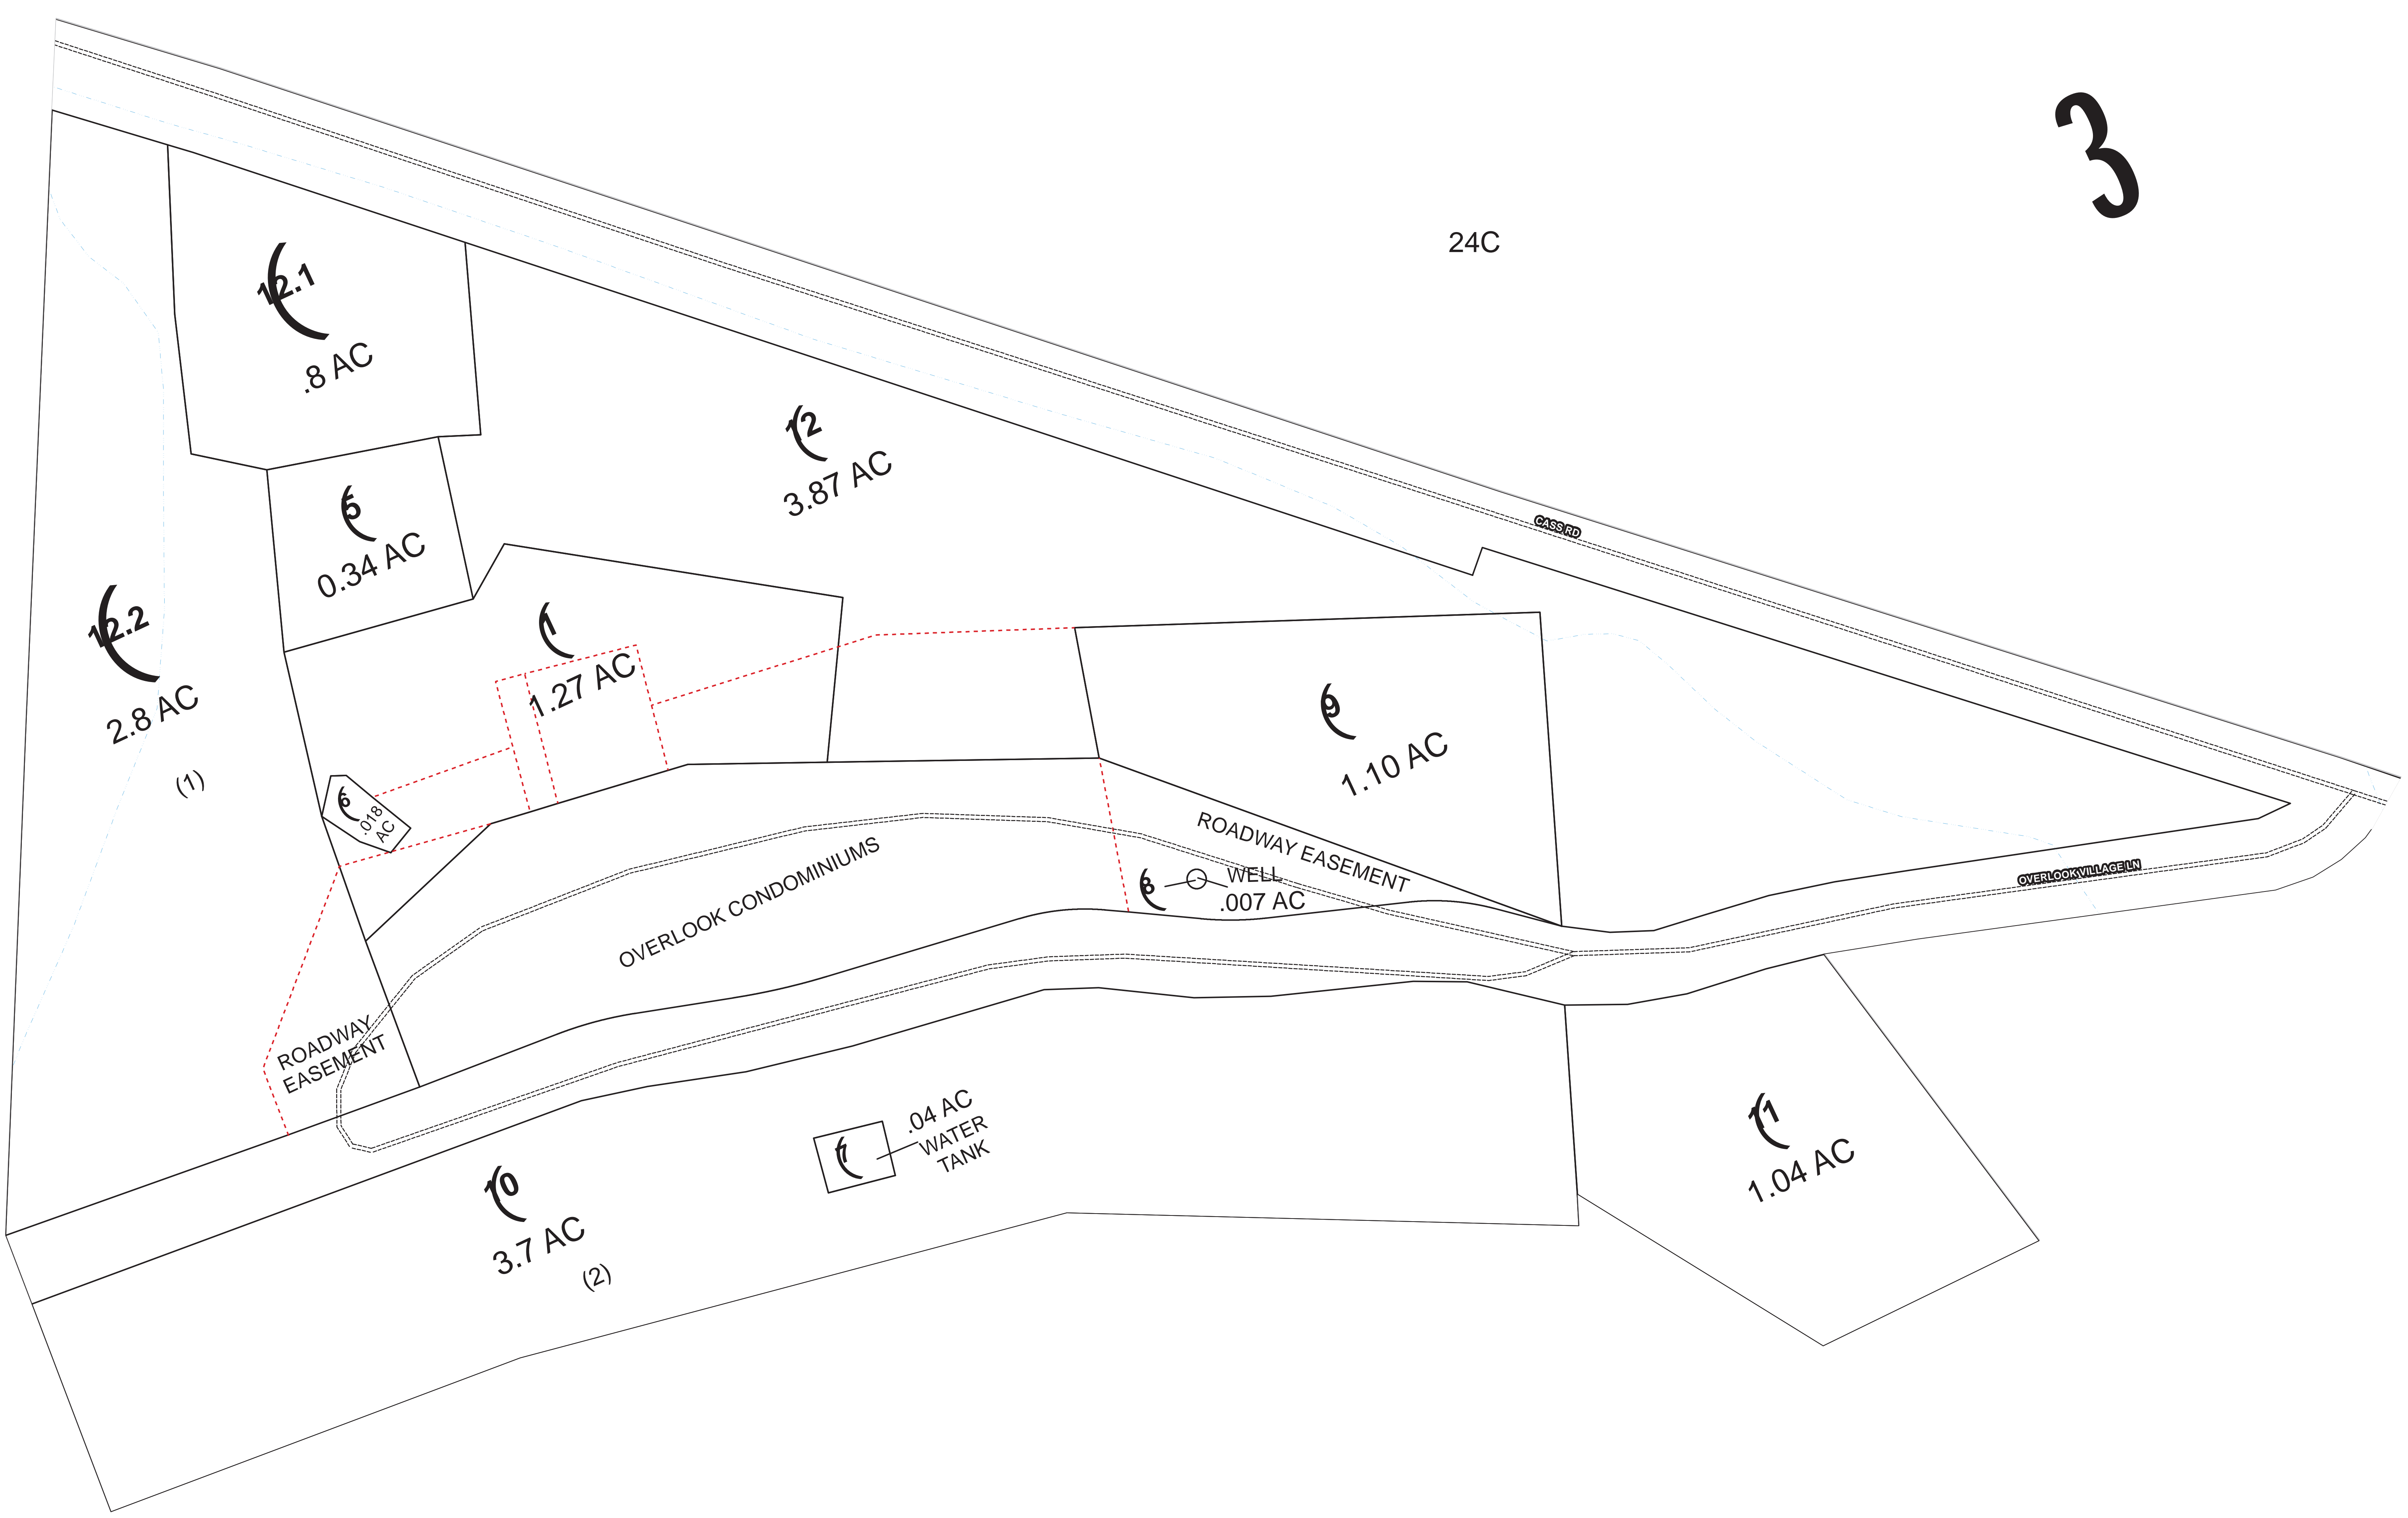 3
24C
12.1
.8 AC
12
3.87 AC
5
0.34 AC
CASS RD
12.2
2.8 AC
(1)
1
1.27 AC
9
1.10 AC
6
.018
AC
ROADWAY EASEMENT
OVERLOOK CONDOMINIUMS
8
WELL
.007 AC
OVERLOOK VILLAGE LN
ROADWAY
EASEMENT
7
.04 AC
WATER
TANK
10
3.7 AC
(2)
11
1.04 AC